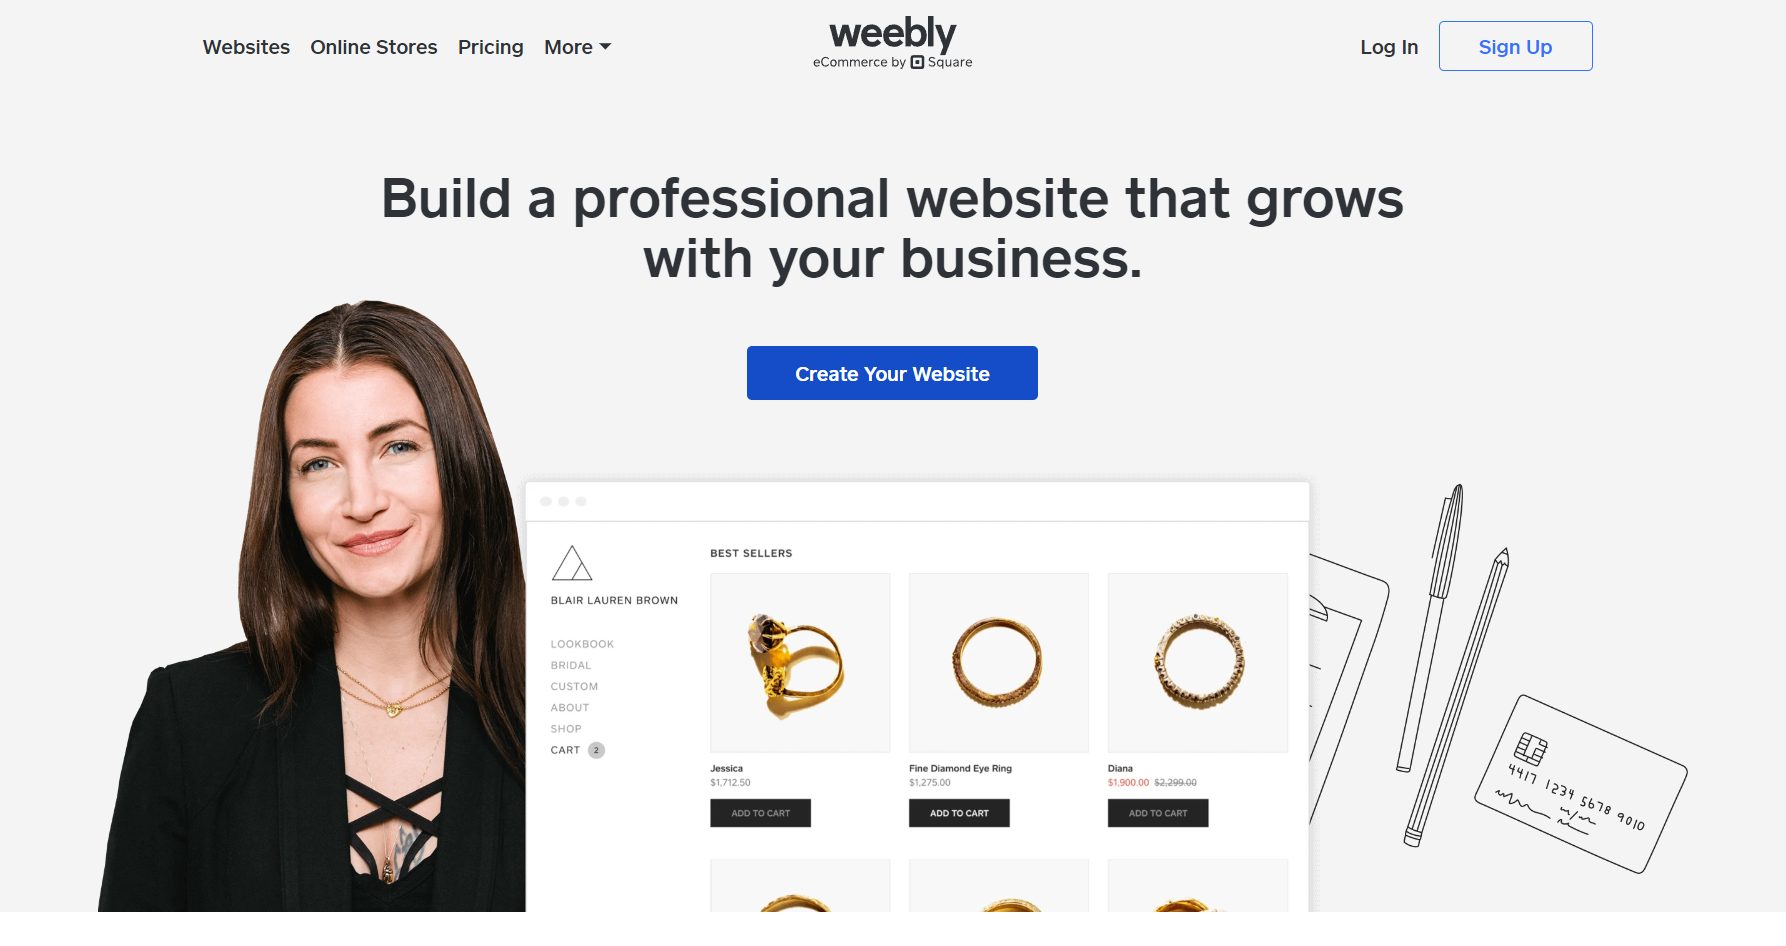 Websites Online Stores Pricing More
weebly
eCommerce by Square
Log In Sign Up
Build a professional website that grows
with your business.
Create Your Website
BLAIR LAUREN BROWN
LOOKBOOK
BRIDAL
CUSTOM
ABOUT
SHOP
CART 2
BEST SELLERS
Jessica
$1,712.50
ADD TO CART
Fine Diamond Eye Ring
$1,275.00
ADD TO CART
Diana
$1,900.00 $2,299.00
ADD TO CART
4417 1234 5678 9010